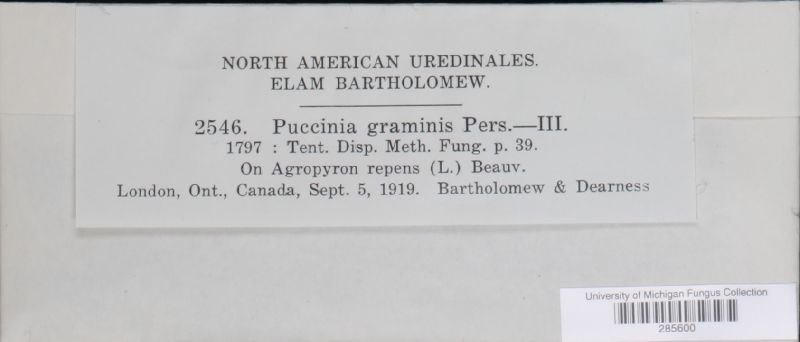 NORTH AMERICAN UREDINALES.
ELAM BARTHOLOMEW.
2546. Puccinia graminis Pers.—III.
1797 : Tent. Disp. Meth. Fung. p. 39.
On Agropyron repens (L.) Beauv.
London, Ont., Canada, Sept. 5, 1919. Bartholomew & Dearness
University of Michigan Fungus Collection
285600